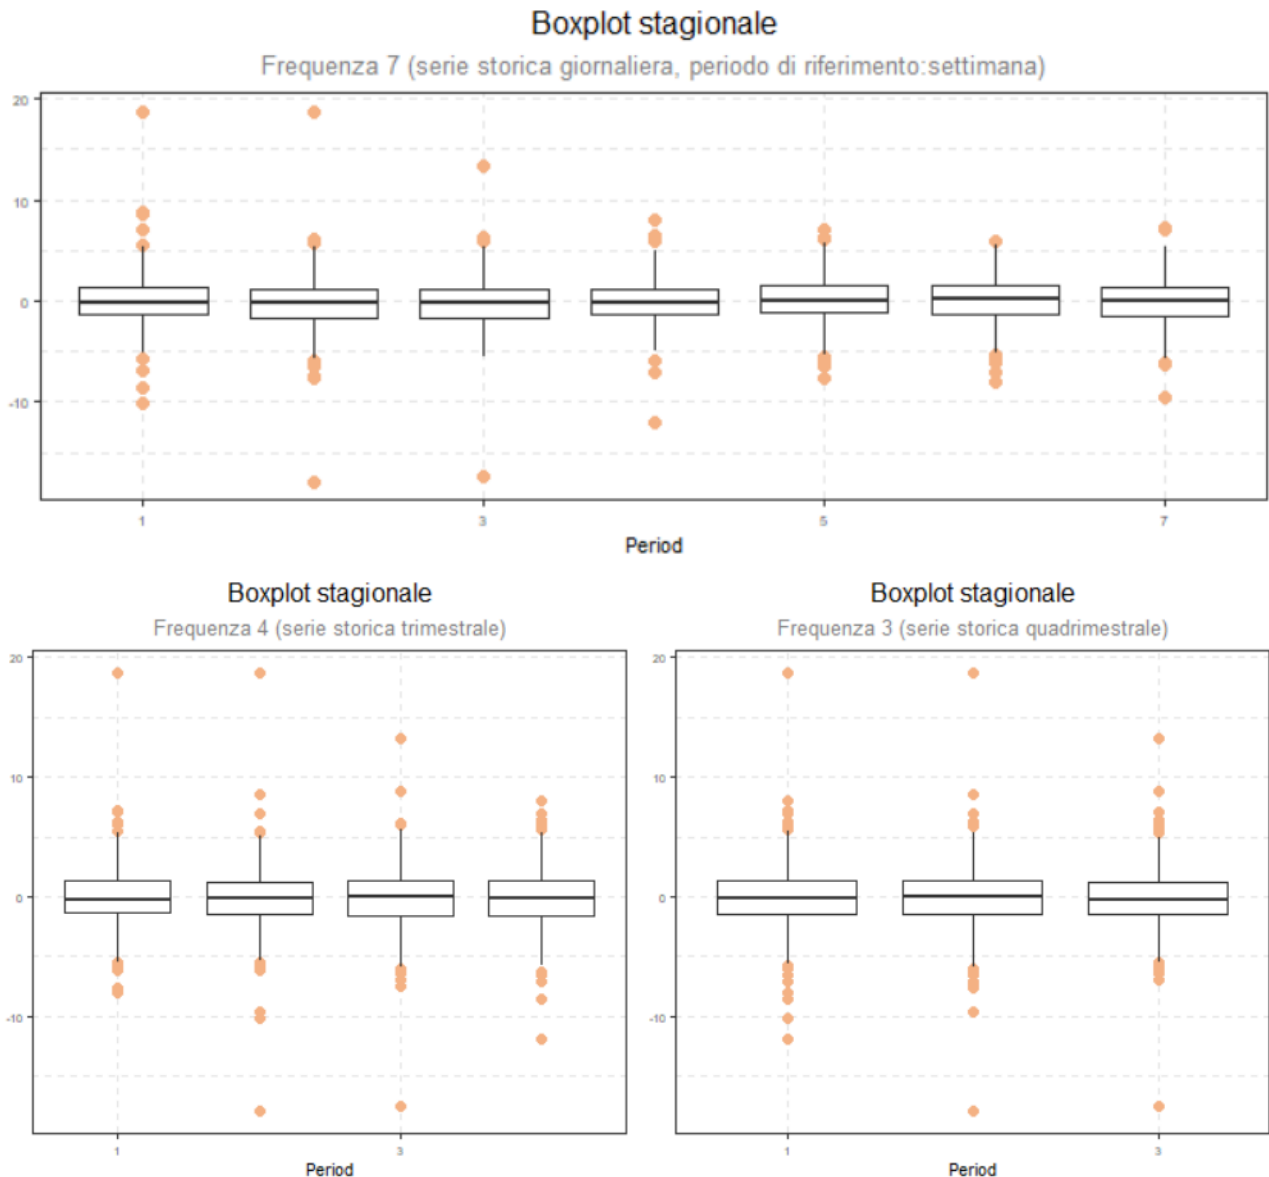 Boxplot stagionale
Frequenza 7 (serie storica giornaliera, periodo di riferimento:settimana)
20
10
0
-10
1
3
5
7
Period
Boxplot stagionale
Frequenza 4 (serie storica trimestrale)
20
10
0
-10
1
3
Period
Boxplot stagionale
Frequenza 3 (serie storica quadrimestrale)
20
10
0
-10
1
3
Period